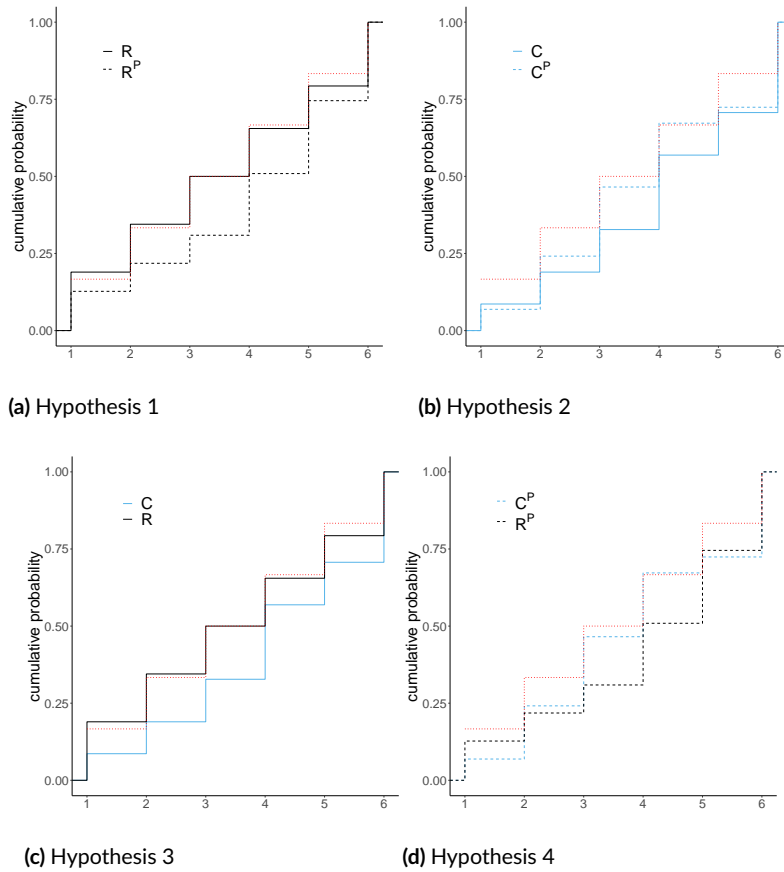 1.00
0.75
0.50
0.25
0.00
cumulative probability
R
R^P
1 2 3 4 5 6
(a) Hypothesis 1
1.00
0.75
0.50
0.25
0.00
cumulative probability
C
C^P
1 2 3 4 5 6
(b) Hypothesis 2
1.00
0.75
0.50
0.25
0.00
cumulative probability
C
R
1 2 3 4 5 6
(c) Hypothesis 3
1.00
0.75
0.50
0.25
0.00
cumulative probability
C^P
R^P
1 2 3 4 5 6
(d) Hypothesis 4